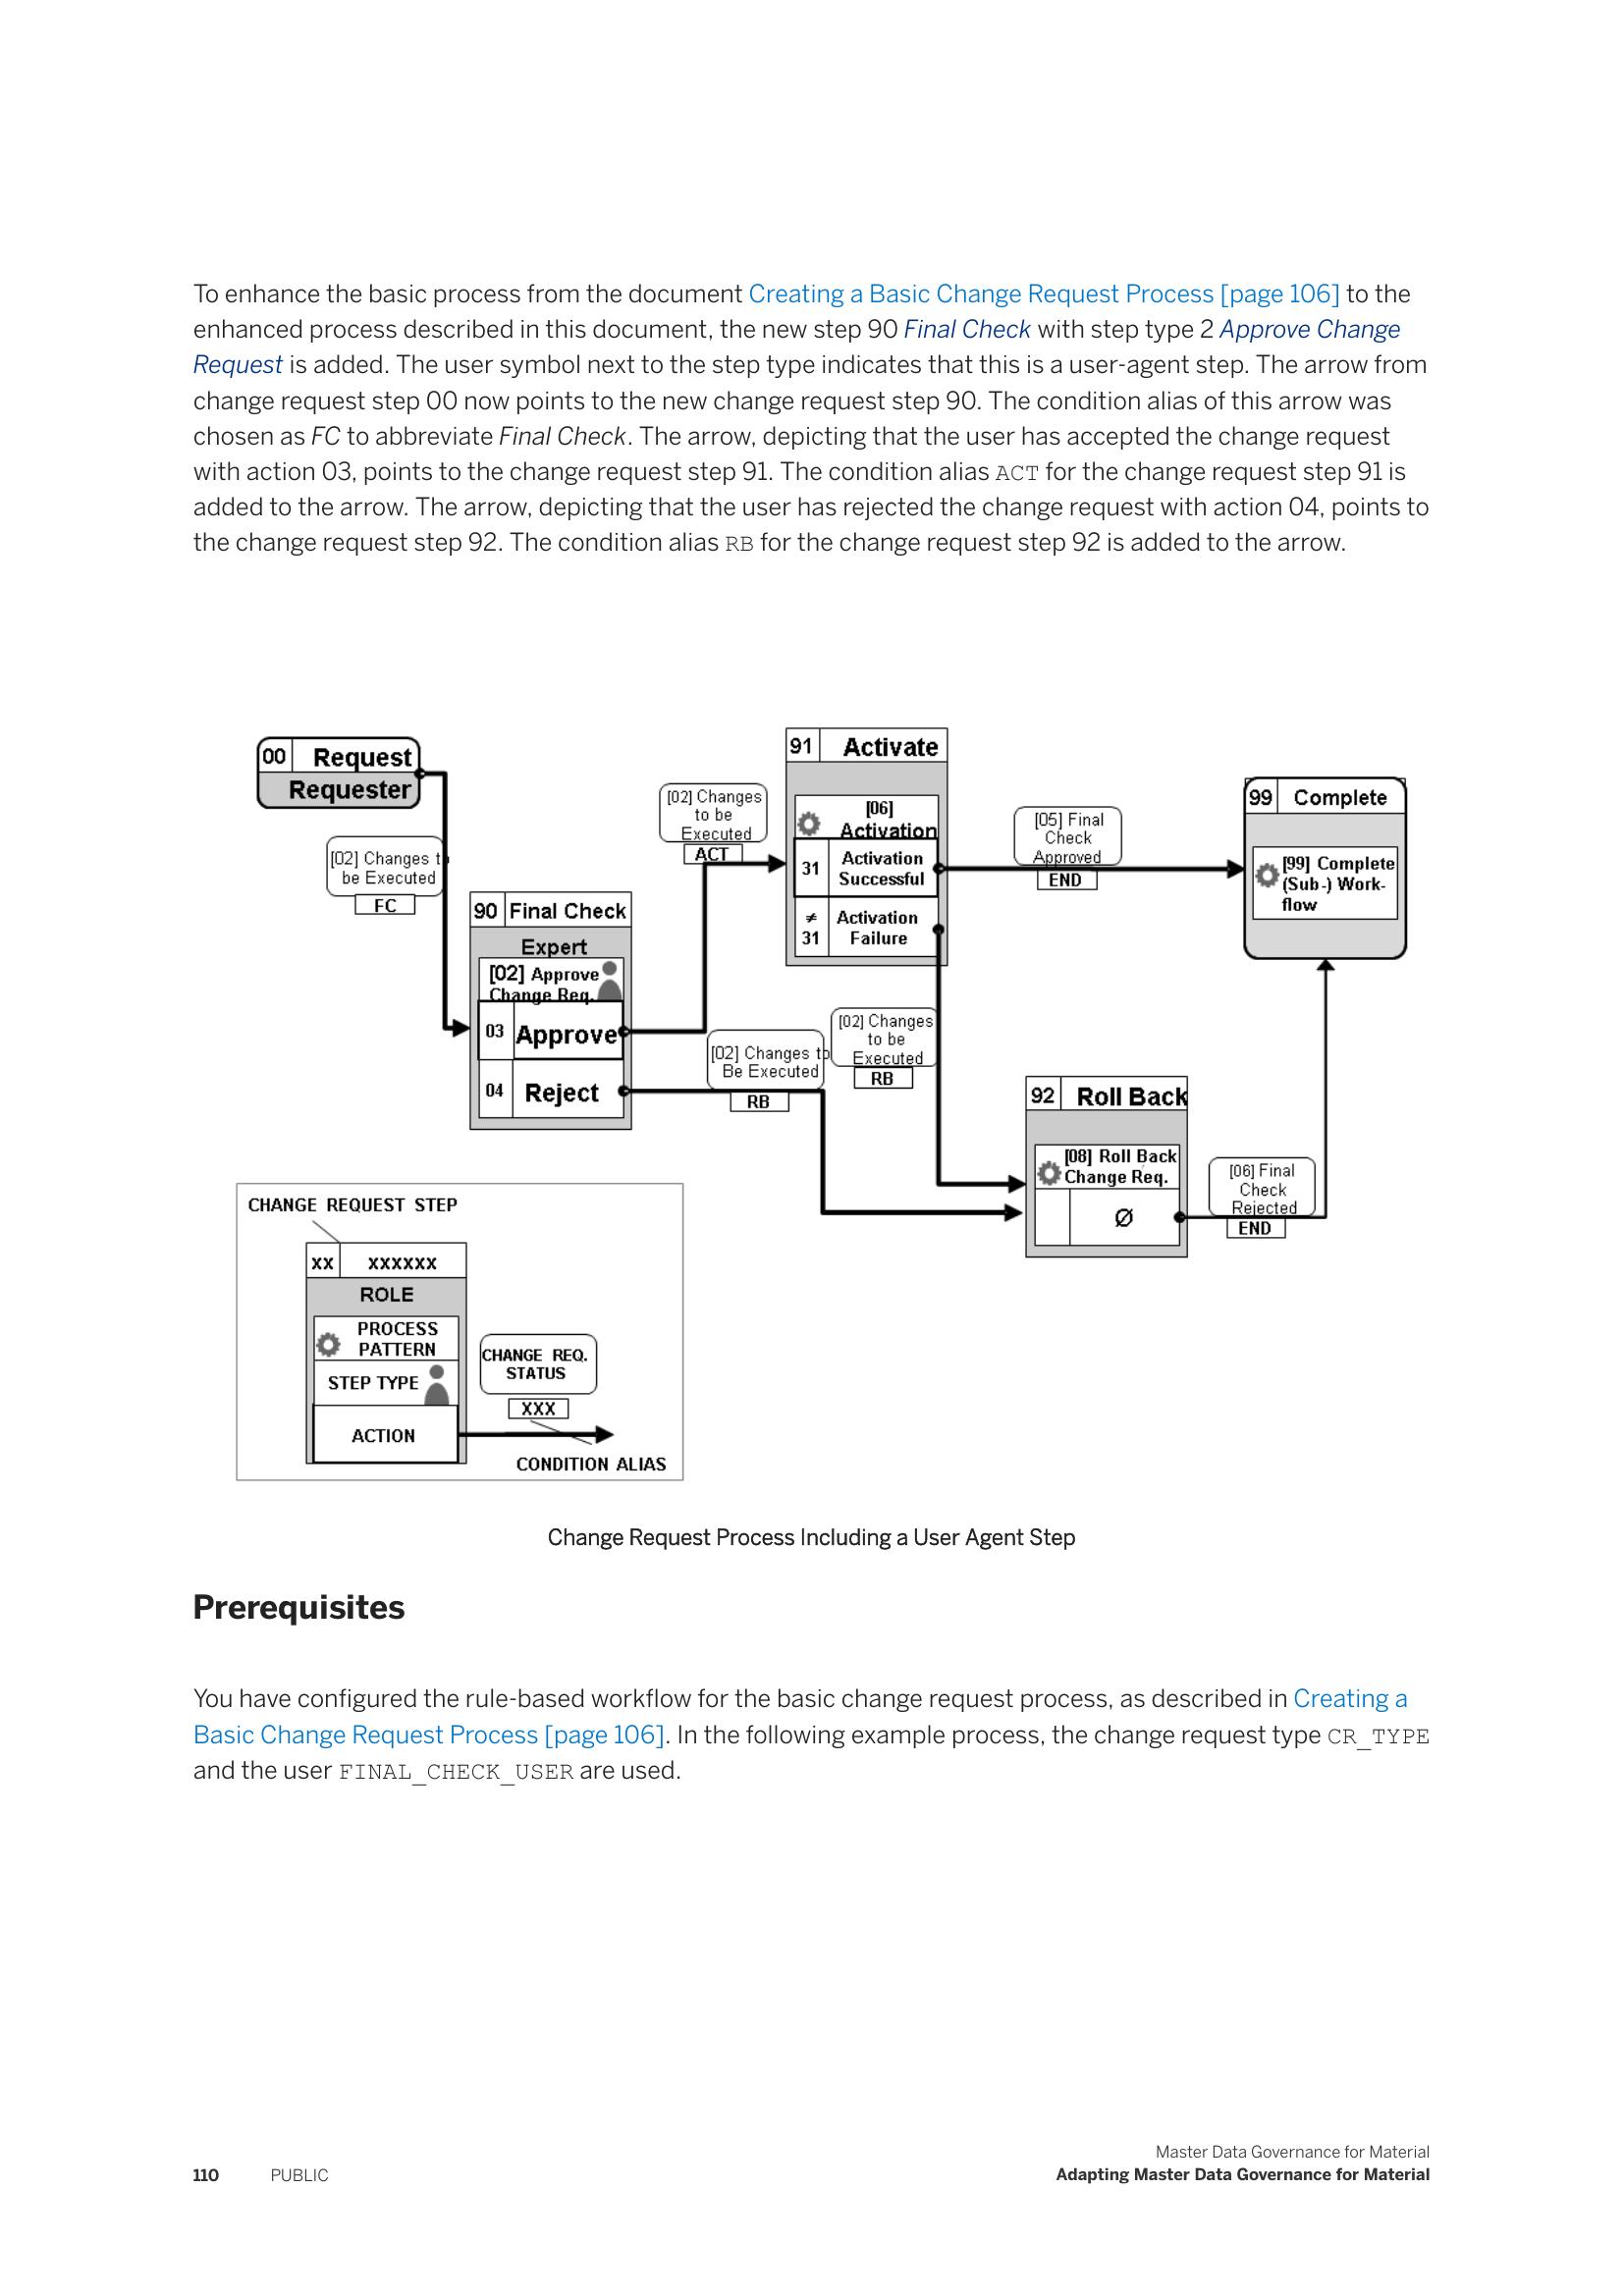 To enhance the basic process from the document Creating a Basic Change Request Process [page 106] to the
enhanced process described in this document, the new step 90 Final Check with step type 2 Approve Change
Request is added. The user symbol next to the step type indicates that this is a user-agent step. The arrow from
change request step 00 now points to the new change request step 90. The condition alias of this arrow was
chosen as FC to abbreviate Final Check. The arrow, depicting that the user has accepted the change request
with action 03, points to the change request step 91. The condition alias ACT for the change request step 91 is
added to the arrow. The arrow, depicting that the user has rejected the change request with action 04, points to
the change request step 92. The condition alias RB for the change request step 92 is added to the arrow.
00 Request
Requester
[02] Changes to
be Executed
FC
90 Final Check
Expert
[02] Approve
Change Req.
03 Approve
04 Reject
[02] Changes
to be
Executed
ACT
91 Activate
[06]
Activation
31 Activation
Successful
≠
31 Activation
Failure
[05] Final
Check
Approved
END
99 Complete
[99] Complete
(Sub-) Work-
flow
[02] Changes to
Be Executed
RB
[02] Changes
to be
Executed
RB
92 Roll Back
[08] Roll Back
Change Req.
Ø
[06] Final
Check
Rejected
END
CHANGE REQUEST STEP
xx xxxxxx
ROLE
PROCESS
PATTERN
STEP TYPE
ACTION
CHANGE REQ.
STATUS
XXX
CONDITION ALIAS
Change Request Process Including a User Agent Step
Prerequisites
You have configured the rule-based workflow for the basic change request process, as described in Creating a
Basic Change Request Process [page 106]. In the following example process, the change request type CR_TYPE
and the user FINAL_CHECK_USER are used.
Master Data Governance for Material
110 PUBLIC Adapting Master Data Governance for Material